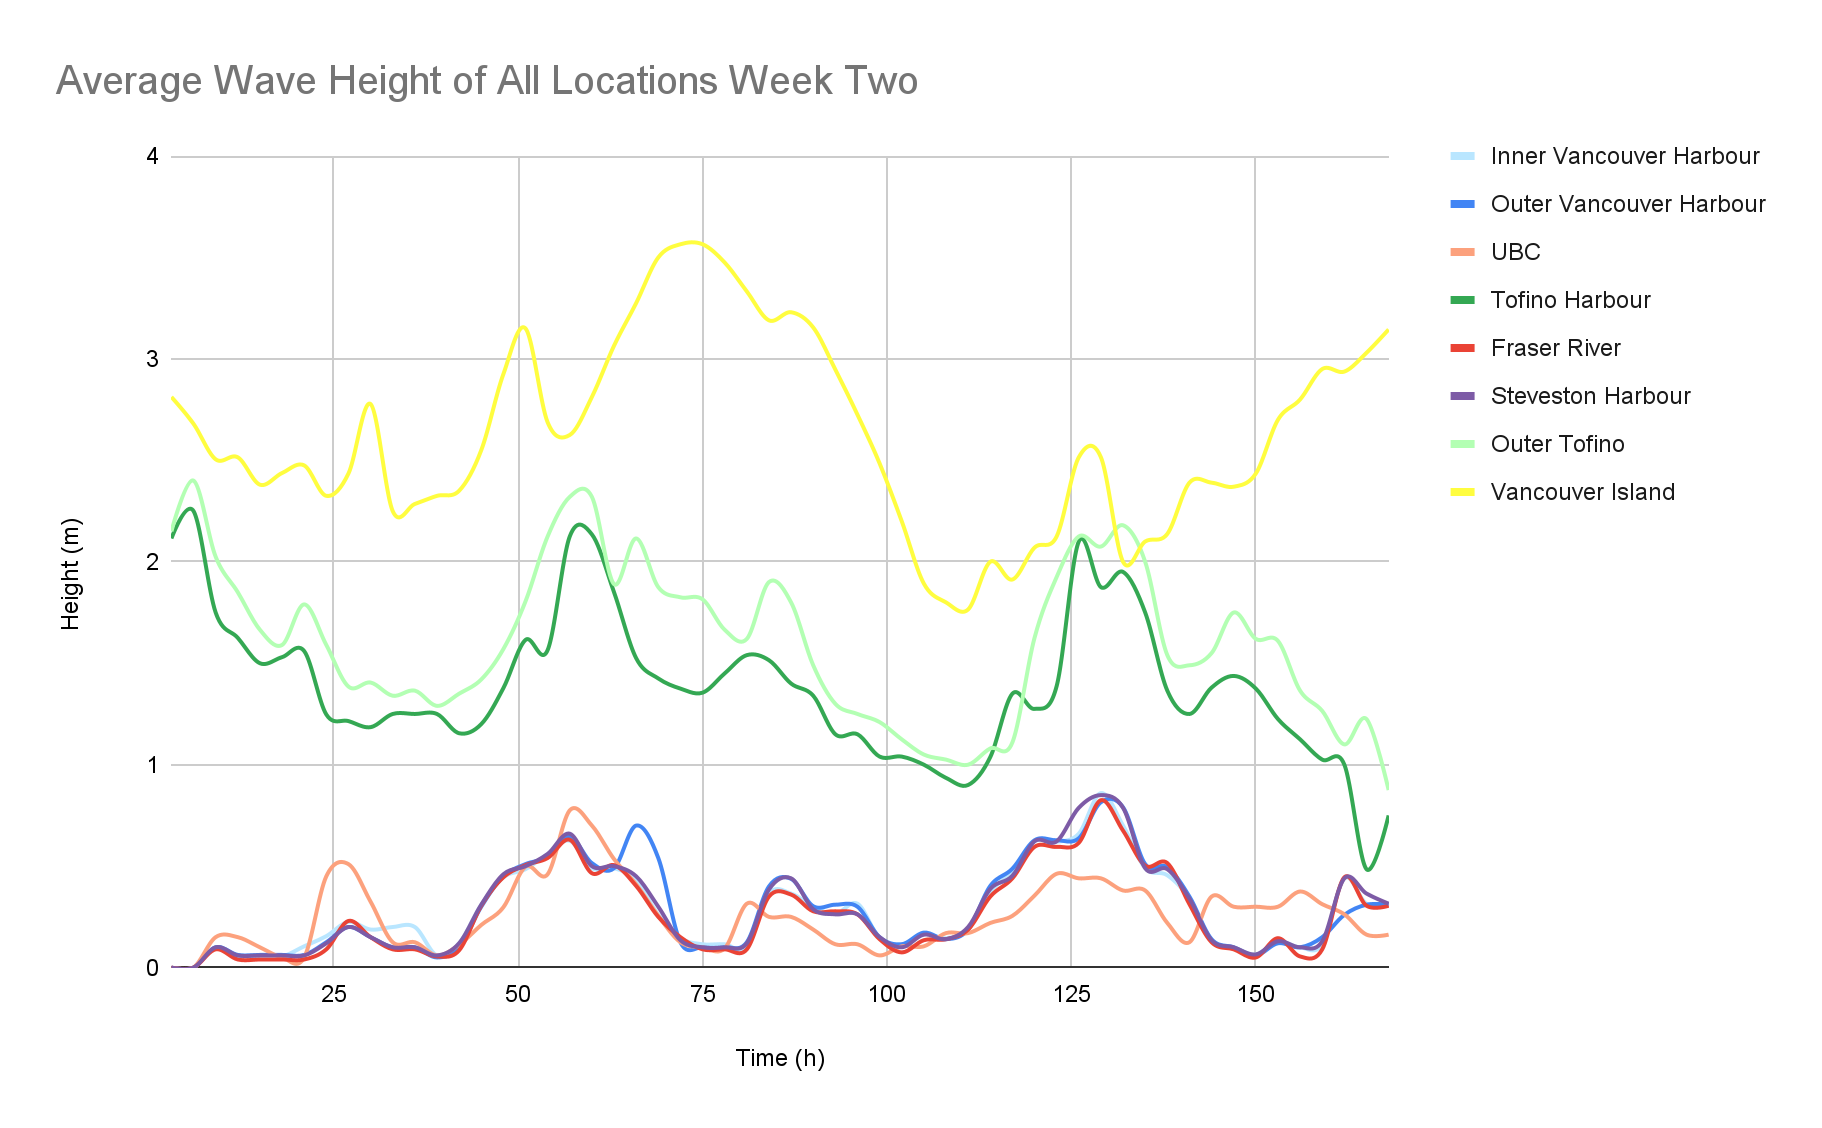 Average Wave Height of All Locations Week Two
4
3
2
1
0
Height (m)
25 50 75 100 125 150
Time (h)
Inner Vancouver Harbour
Outer Vancouver Harbour
UBC
Tofino Harbour
Fraser River
Steveston Harbour
Outer Tofino
Vancouver Island